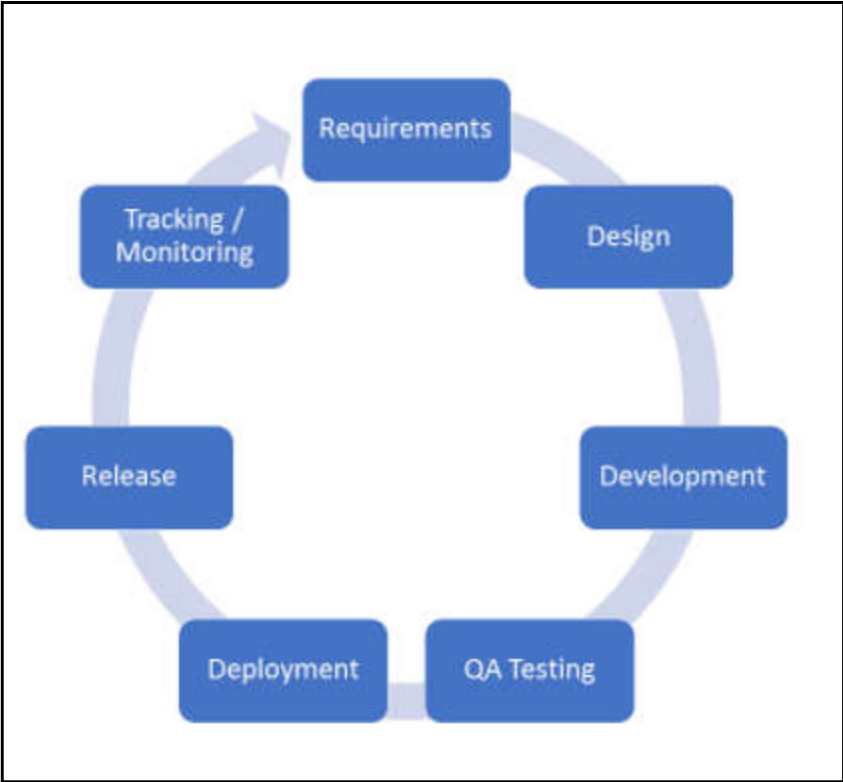 Requirements
Design
Development
QA Testing
Deployment
Release
Tracking /
Monitoring